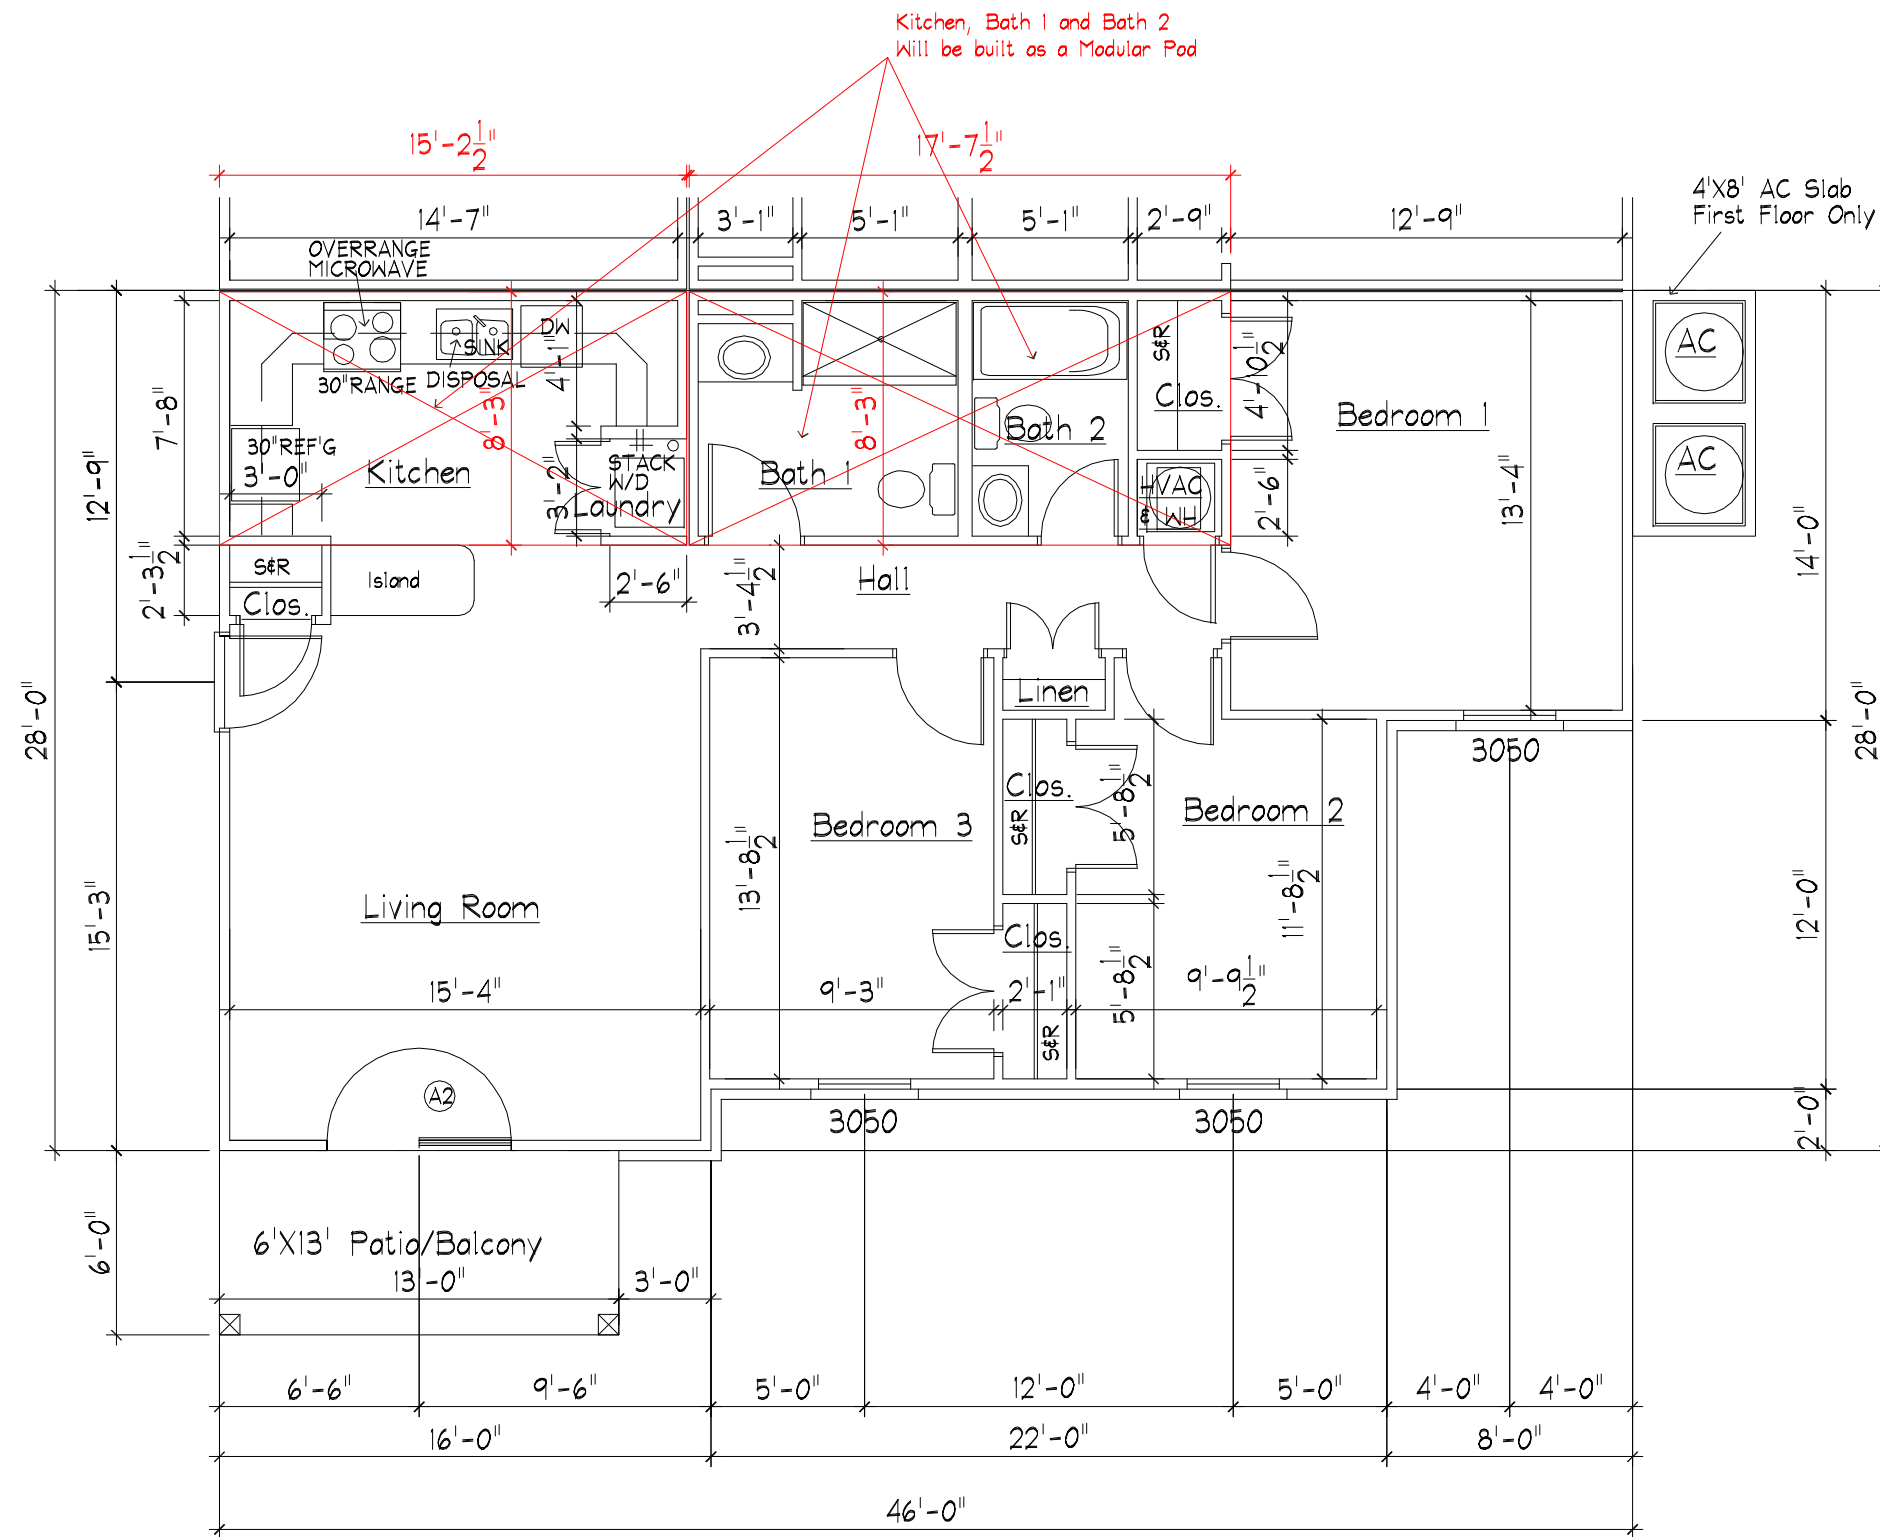 Kitchen, Bath 1 and Bath 2
Will be built as a Modular Pod
15'-2 1/2"
17'-7 1/2"
4'X8' AC Slab
First Floor Only
14'-7"
3'-1"
5'-1"
5'-1"
2'-9"
12'-9"
OVERRANGE
MICROWAVE
DW
SINK
30"RANGE
DISPOSAL
4'-1"
8'-3"
8'-3"
S&R
Clos.
4'-10 1/2"
Bedroom 1
AC
AC
7'-8"
12'-9"
30"REF'G
3'-0"
Kitchen
3'-2"
STACK
W/D
Laundry
Bath 1
Bath 2
HVAC
& WH
2'-6"
13'-4"
14'-0"
2'-3 1/2"
S&R
Clos.
Island
2'-6"
3'-4 1/2"
Hall
Linen
28'-0"
28'-0"
3050
Clos.
S&R
5'-8 1/2"
Bedroom 3
Bedroom 2
13'-8 1/2"
11'-8 1/2"
15'-3"
12'-0"
Living Room
Clos.
S&R
5'-8 1/2"
15'-4"
9'-3"
2'-1"
9'-9 1/2"
A2
3050
3050
2'-0"
6'-0"
6'X13' Patio/Balcony
13'-0"
3'-0"
6'-6"
9'-6"
5'-0"
12'-0"
5'-0"
4'-0"
4'-0"
16'-0"
22'-0"
8'-0"
46'-0"